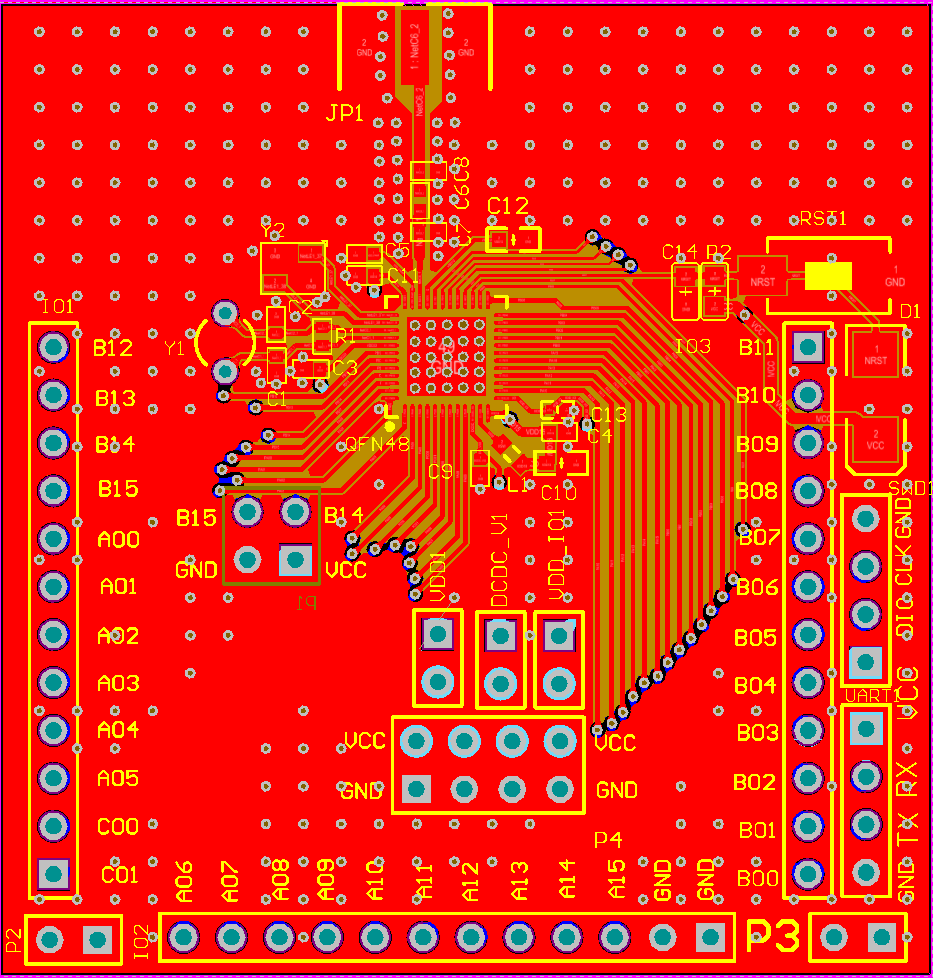 2
GND
1 : NetC6_2
2
GND
NetC6_2
JP1
C8
C6
C7
C12
RST1
Y2
C5
C11
C14
R2
2
NRST
1
GND
IO1
C2
R1
Y1
C3
C1
VCC
IO3
D1
NRST
B12
B11
B13
B10
B14
B09
B15
B08
A00
B07
A01
B06
A02
B05
A03
B04
A04
B03
A05
B02
C00
B01
C01
B00
GND
QFN48
C13
C4
C9
L1
C10
2
VCC
SWD1
GND
CLK
DIO
VCC
B15
B14
GND
VCC
P1
VDD1
DCDC_V1
VDD_IO1
UART1
RX
TX
GND
VCC
VCC
GND
GND
P4
A06
A07
A08
A09
A10
A11
A12
A13
A14
A15
GND
GND
P2
IO2
P3